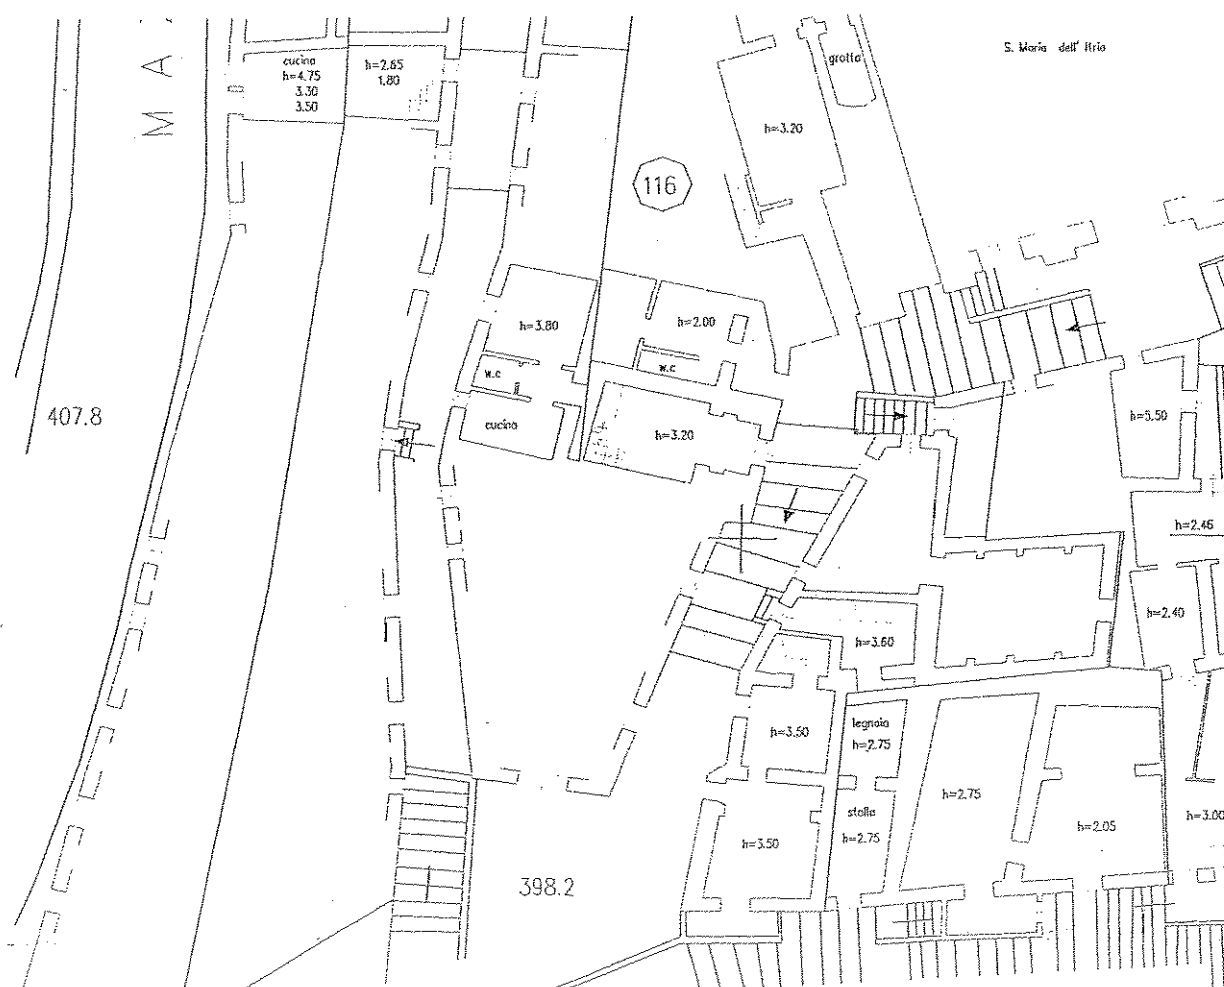 S. Maria dell' Itria
cucina
h=4.75
3.30
3.50
h=2.65
1.80
grotta
M A
h=3.20
116
h=3.80
h=2.00
w.c
w.c
407.8
cucina
h=3.20
h=5.50
h=2.46
h=2.40
h=3.60
h=3.50
legnaia
h=2.75
h=2.75
stalla
h=2.75
h=2.05
h=3.00
h=3.50
398.2